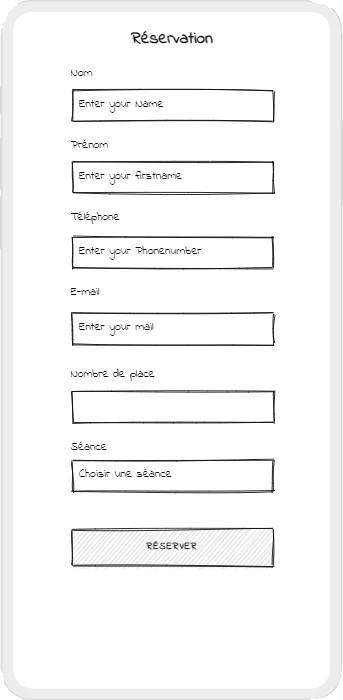 Réservation
Nom
Enter your Name
Prénom
Enter your firstname
Téléphone
Enter your Phonenumber
E-mail
Enter your mail
Nombre de place
Séance
Choisir une séance
RÉSERVER